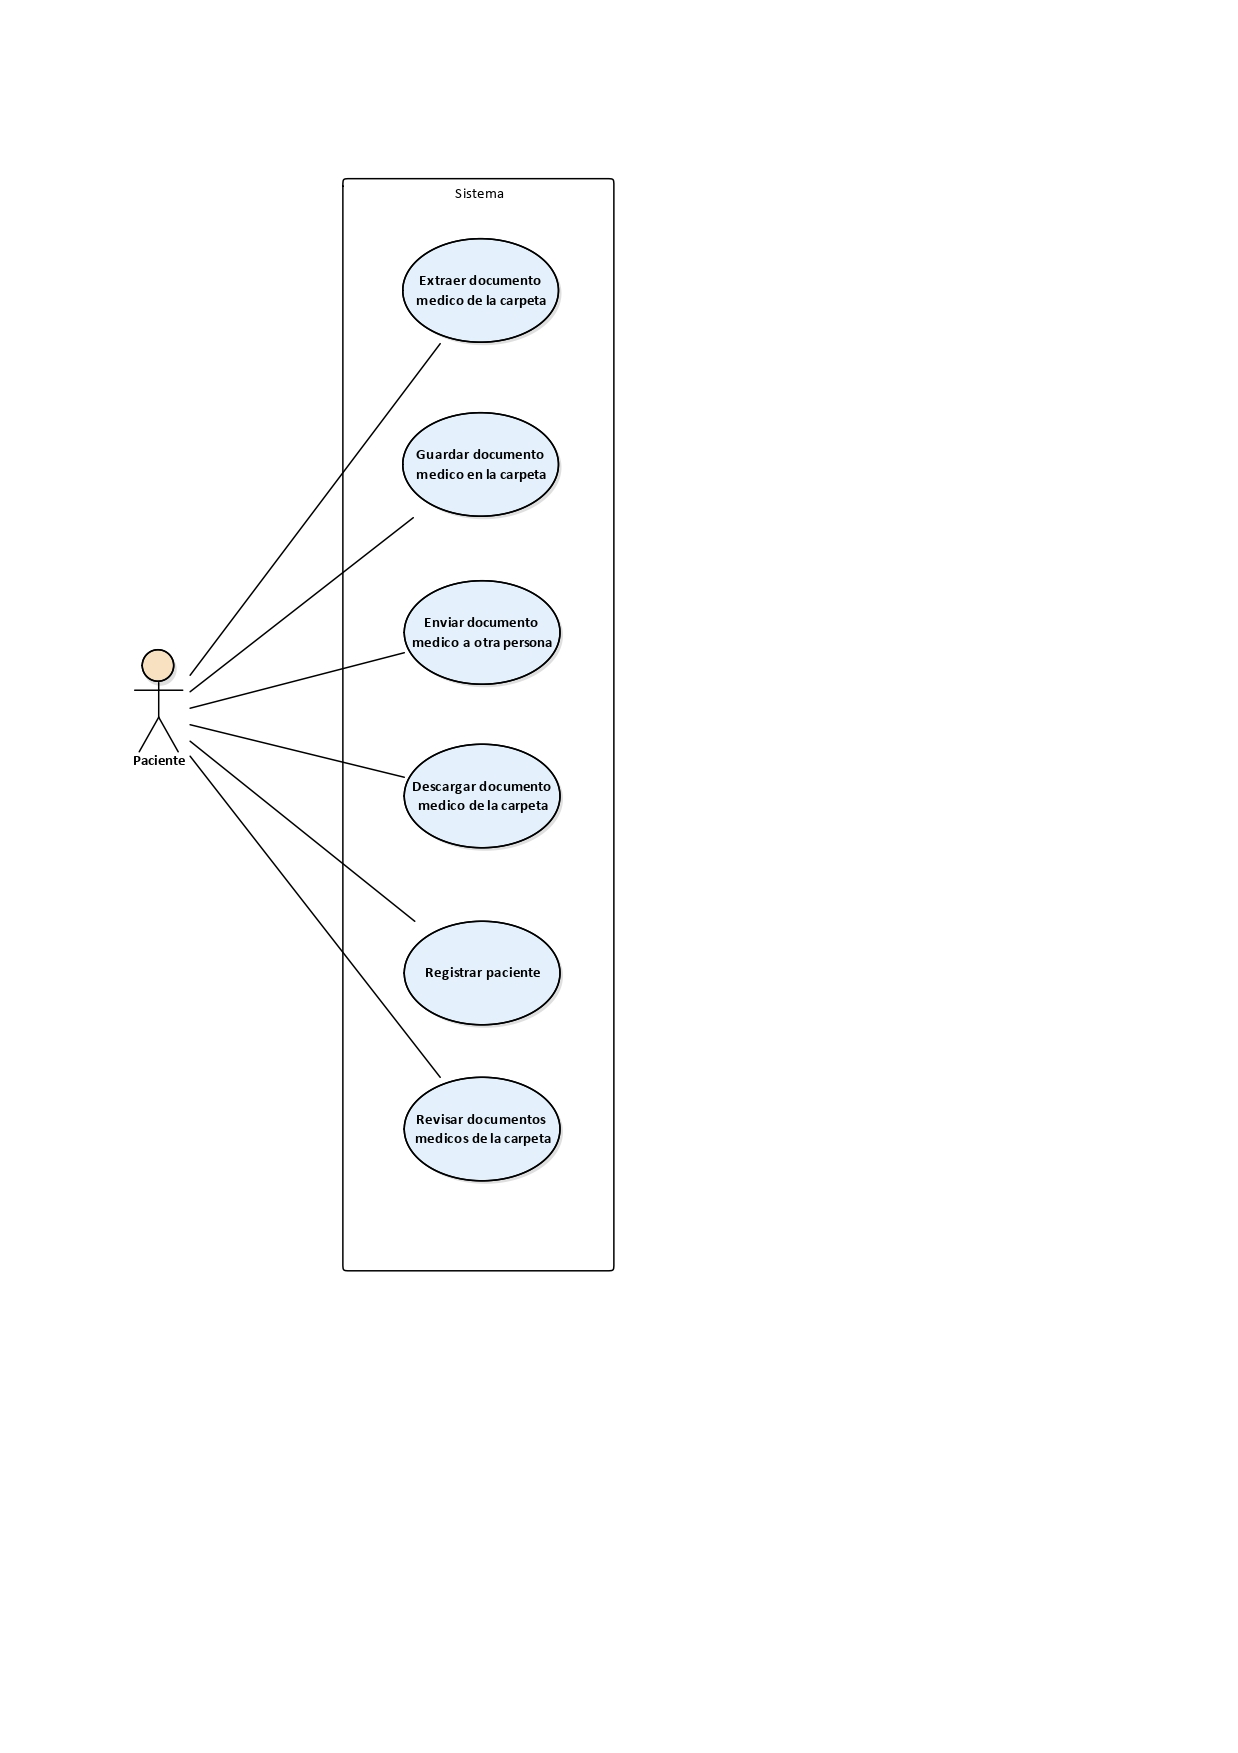 Sistema
Extraer documento
medico de la carpeta
Guardar documento
medico en la carpeta
Enviar documento
medico a otra persona
Paciente
Descargar documento
medico de la carpeta
Registrar paciente
Revisar documentos
medicos de la carpeta